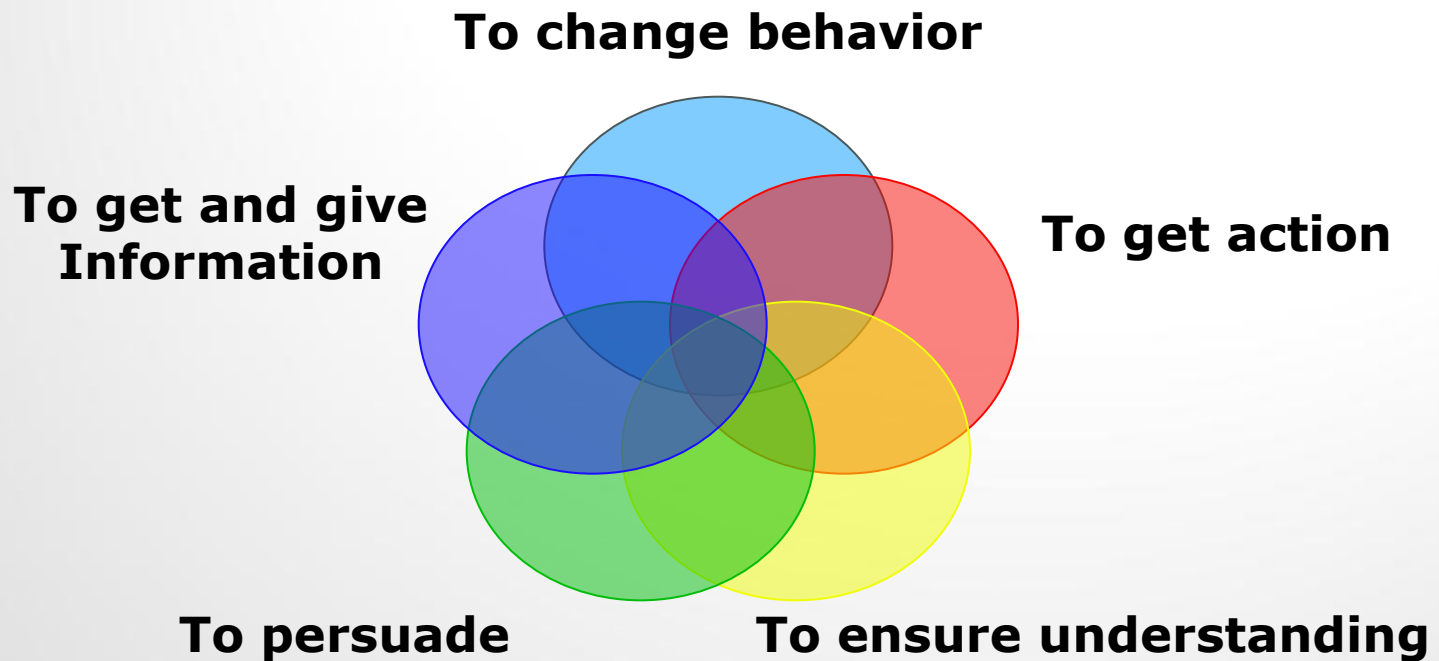 To change behavior
To get and give
Information
To get action
To persuade
To ensure understanding